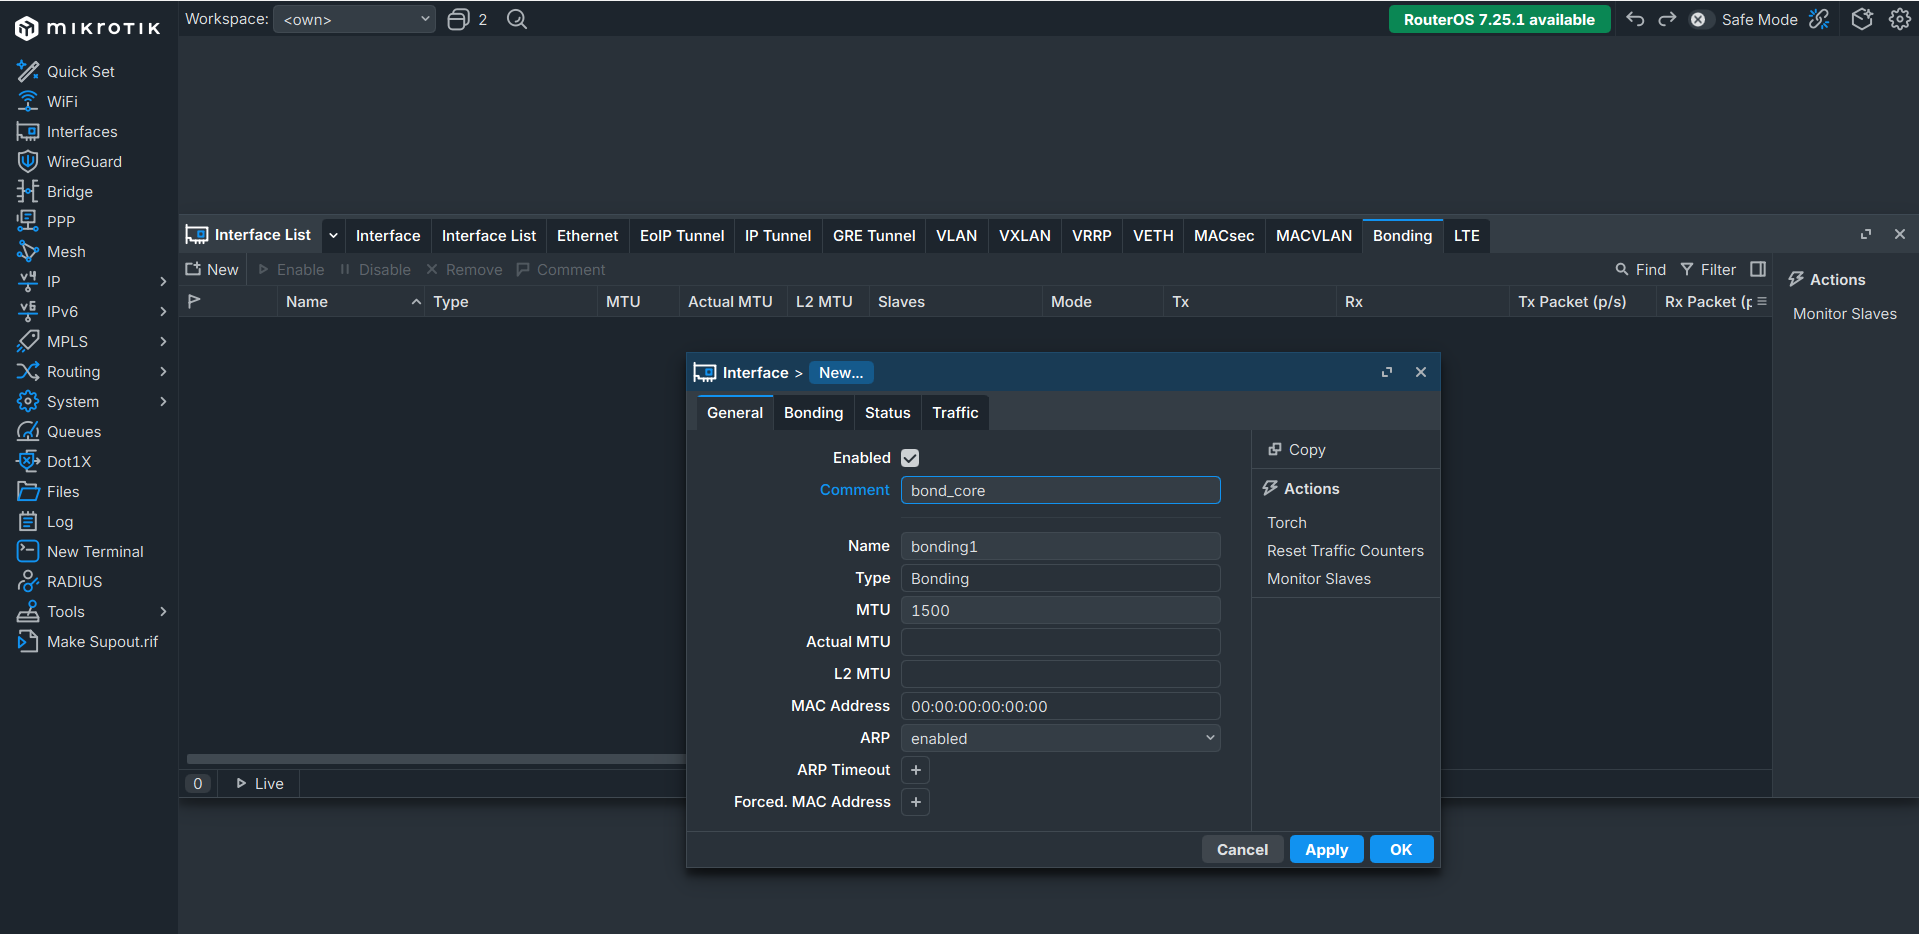 MikroTik
Workspace: <own> 2
RouterOS 7.25.1 available
Safe Mode
Quick Set
WiFi
Interfaces
WireGuard
Bridge
PPP
Mesh
IP
IPv6
MPLS
Routing
System
Queues
Dot1X
Files
Log
New Terminal
RADIUS
Tools
Make Supout.rif
Interface List
Interface Interface List Ethernet EoIP Tunnel IP Tunnel GRE Tunnel VLAN VXLAN VRRP VETH MACsec MACVLAN Bonding LTE
New Enable Disable Remove Comment
Find Filter
Name Type MTU Actual MTU L2 MTU Slaves Mode Tx Rx Tx Packet (p/s) Rx Packet (p
Actions
Monitor Slaves
Interface > New...
General Bonding Status Traffic
Enabled
Comment bond_core
Name bonding1
Type Bonding
MTU 1500
Actual MTU
L2 MTU
MAC Address 00:00:00:00:00:00
ARP enabled
ARP Timeout
Forced. MAC Address
Copy
Actions
Torch
Reset Traffic Counters
Monitor Slaves
Cancel Apply OK
0 Live